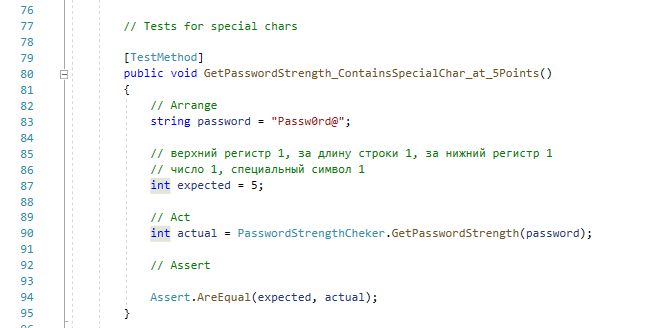 76
77 // Tests for special chars
78
79 [TestMethod]
80 public void GetPasswordStrength_ContainsSpecialChar_at_5Points()
81 {
82 // Arrange
83 string password = "Passw0rd@";
84
85 // верхний регистр 1, за длину строки 1, за нижний регистр 1
86 // число 1, специальный символ 1
87 int expected = 5;
88
89 // Act
90 int actual = PasswordStrengthCheker.GetPasswordStrength(password);
91
92 // Assert
93
94 Assert.AreEqual(expected, actual);
95 }